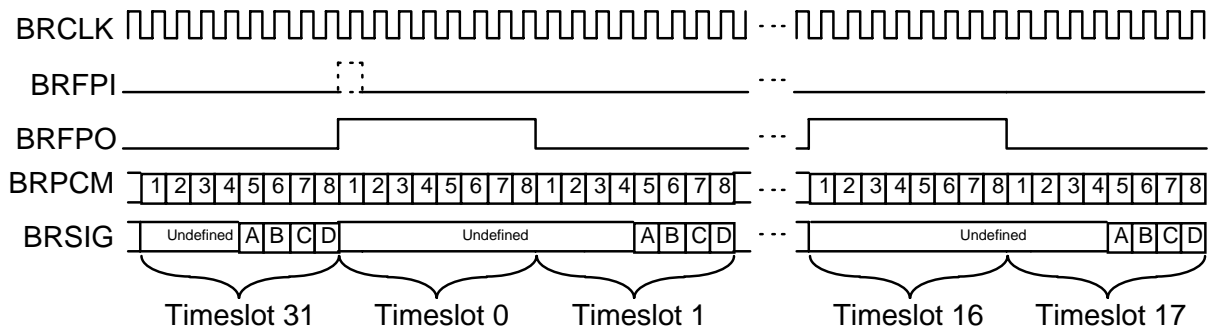 BRCLK
BRFPI
BRFPO
BRPCM 1 2 3 4 5 6 7 8 1 2 3 4 5 6 7 8 1 2 3 4 5 6 7 8 1 2 3 4 5 6 7 8 1 2 3 4 5 6 7 8
BRSIG Undefined A B C D Undefined A B C D Undefined A B C D
Timeslot 31 Timeslot 0 Timeslot 1 Timeslot 16 Timeslot 17